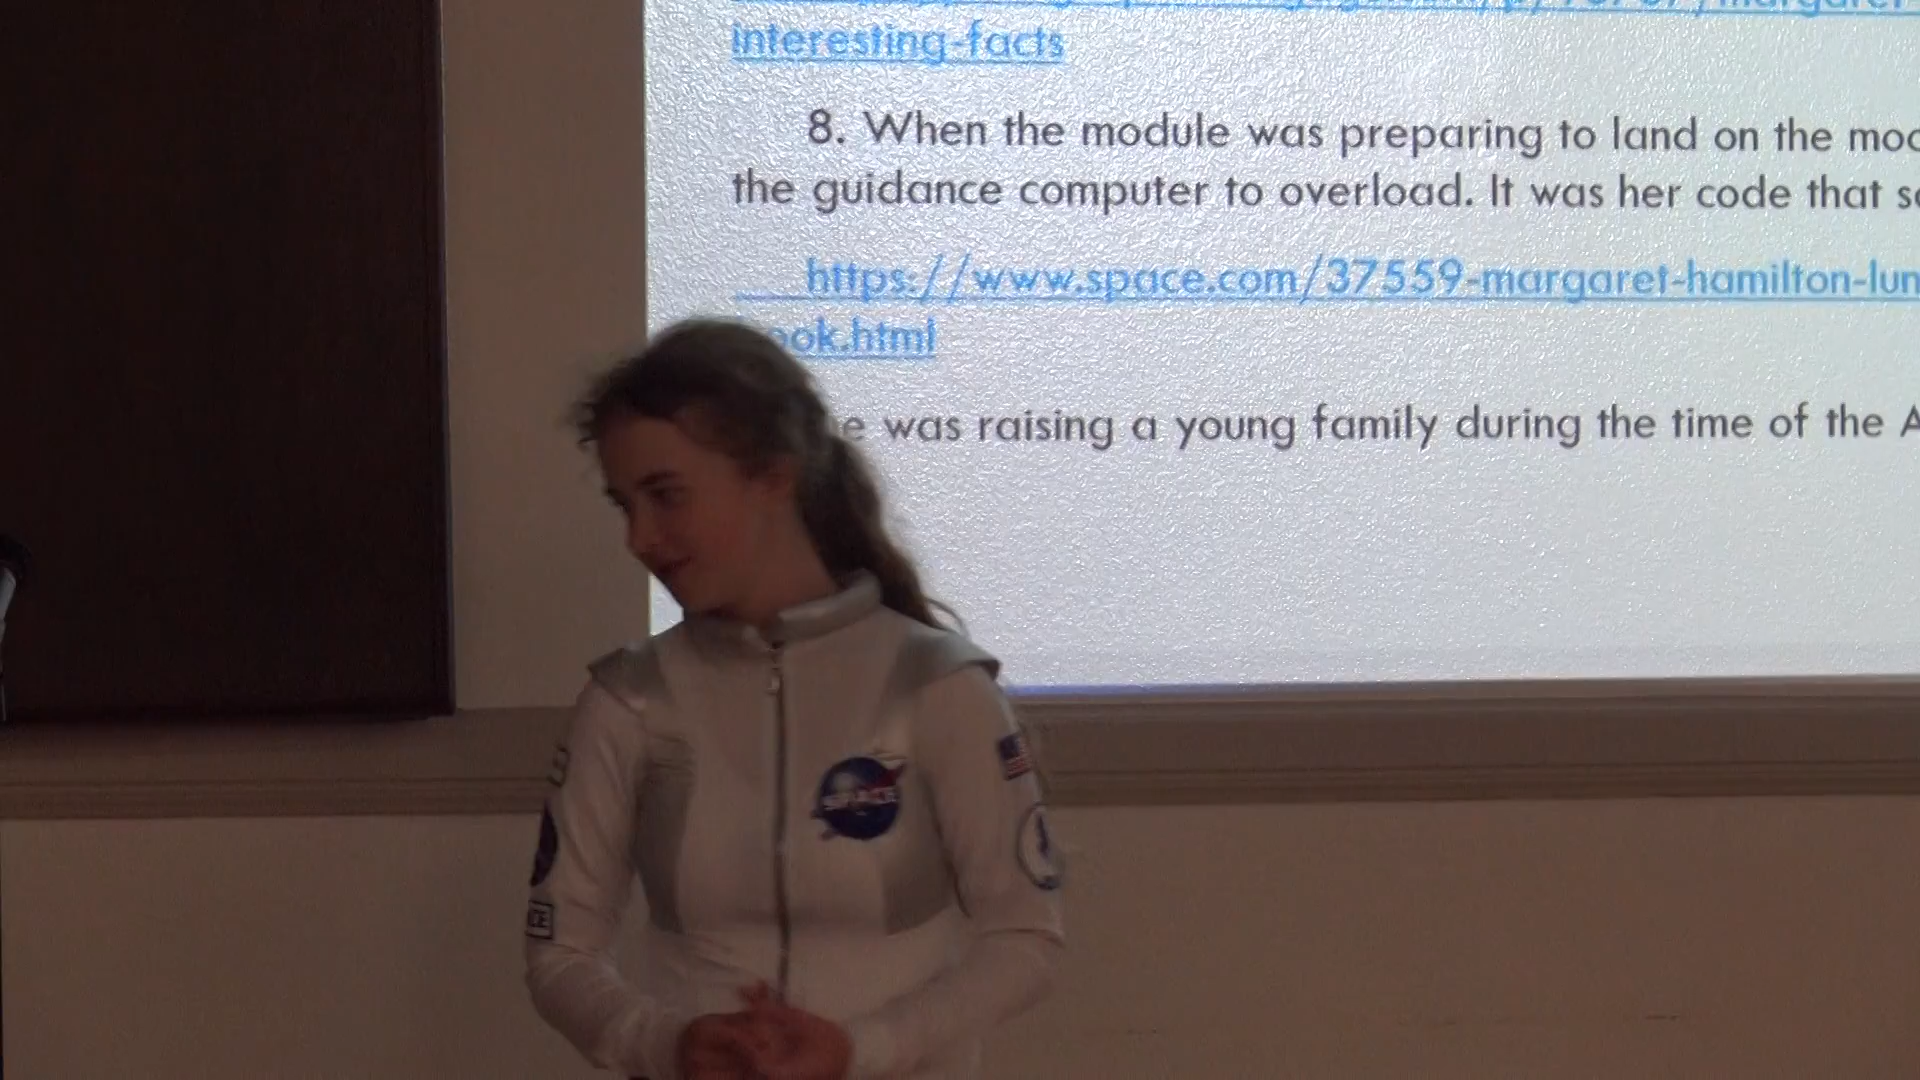 interesting-facts
8. When the module was preparing to land on the moo
the guidance computer to overload. It was her code that s
https://www.space.com/37559-margaret-hamilton-lun
ook.html
e was raising a young family during the time of the A
SPACE
CE